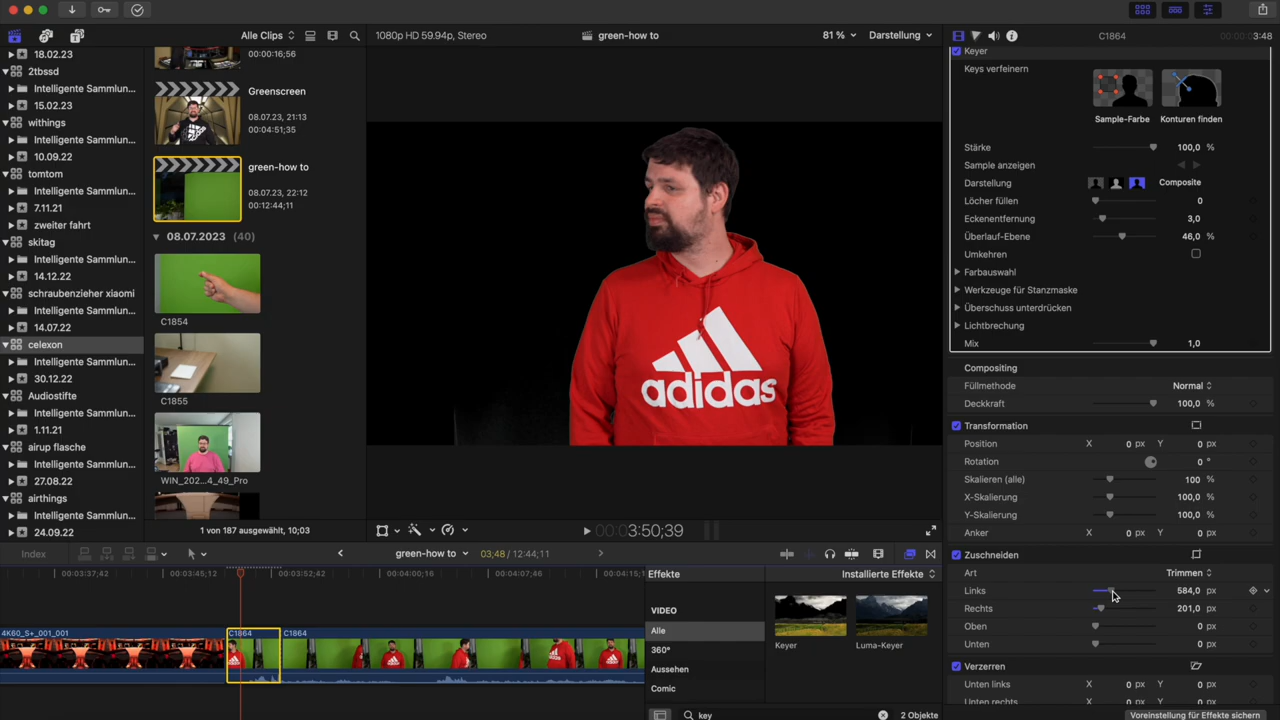 Alle Clips
18.02.23
2tbssd
Intelligente Sammlun...
15.02.23
withings
Intelligente Sammlun...
10.09.22
tomtom
Intelligente Sammlun...
7.11.21
zweiter fahrt
skitag
Intelligente Sammlun...
14.12.22
schraubenzieher xiaomi
Intelligente Sammlun...
14.07.22
celexon
Intelligente Sammlun...
30.12.22
Audiostifte
Intelligente Sammlun...
1.11.21
airup flasche
Intelligente Sammlun...
27.08.22
airthings
Intelligente Sammlun...
24.09.22
00:00:16;56
Greenscreen
08.07.23, 21:13
00:04:51;35
green-how to
08.07.23, 22:12
00:12:44;11
08.07.2023 (40)
C1854
C1855
WIN_202...4_49_Pro
1 von 187 ausgewählt, 10;03
1080p HD 59.94p, Stereo
green-how to
81 %
Darstellung
adidas
3;50;39
C1864
3:48
Keyer
Keys verfeinern
Sample-Farbe
Konturen finden
Stärke 100,0 %
Sample anzeigen
Darstellung Composite
Löcher füllen 0
Eckenentfernung 3,0
Überlauf-Ebene 46,0 %
Umkehren
Farbauswahl
Werkzeuge für Stanzmaske
Überschuss unterdrücken
Lichtbrechung
Mix 1,0
Compositing
Füllmethode Normal
Deckkraft 100,0 %
Transformation
Position X 0 px Y 0 px
Rotation 0 °
Skalieren (alle) 100 %
X-Skalierung 100,0 %
Y-Skalierung 100,0 %
Anker X 0 px Y 0 px
Zuschneiden
Art Trimmen
Links 584,0 px
Rechts 201,0 px
Oben 0 px
Unten 0 px
Verzerren
Unten links X 0 px Y 0 px
Unten rechts X 0 px Y 0 px
Voreinstellung für Effekte sichern
Index
green-how to
03;48 / 12:44;11
00:03:37;42
00:03:45;12
00:03:52;42
00:04:00;16
00:04:07;46
00:04:15;1
4K60_S+_001_001
C1864
C1864
Effekte
Installierte Effekte
VIDEO
Alle
360°
Aussehen
Comic
Keyer
Luma-Keyer
key
2 Objekte